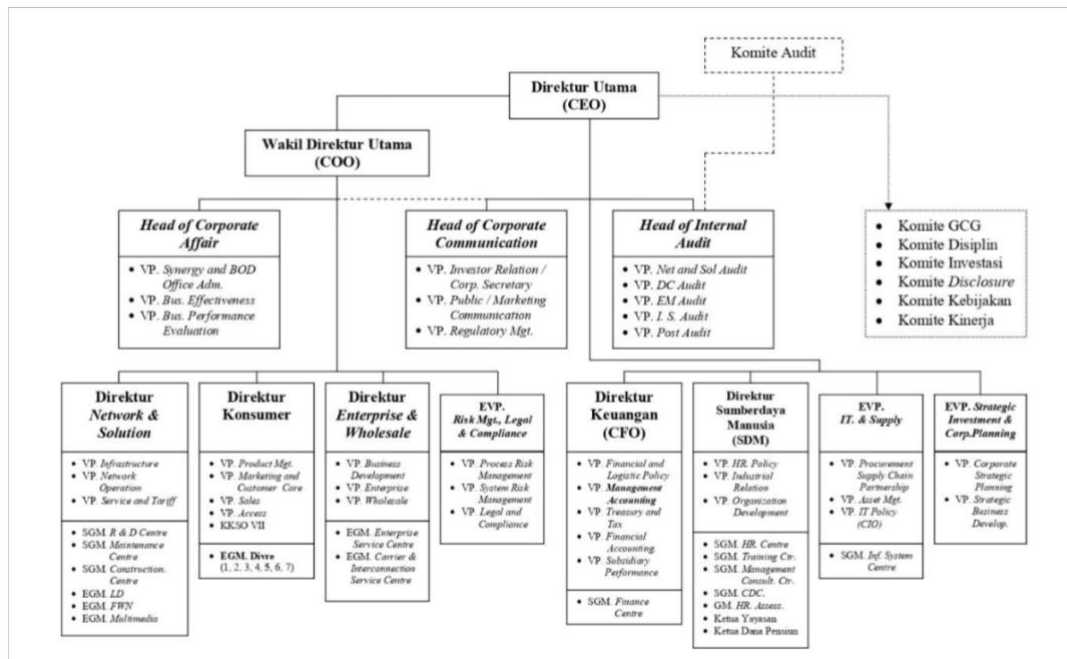 Komite Audit
Direktur Utama
(CEO)
Wakil Direktur Utama
(COO)
Head of Corporate
Affair
• VP. Synergy and BOD
Office Adm.
• VP. Bus. Effectiveness
• VP. Bus. Performance
Evaluation
Head of Corporate
Communication
• VP. Investor Relation /
Corp. Secretary
• VP. Public / Marketing
Communication
• VP. Regulatory Mgt.
Head of Internal
Audit
• VP. Net and Sol Audit
• VP. DC Audit
• VP. EM Audit
• VP. I. S. Audit
• VP. Post Audit
• Komite GCG
• Komite Disiplin
• Komite Investasi
• Komite Disclosure
• Komite Kebijakan
• Komite Kinerja
Direktur
Network &
Solution
• VP. Infrastructure
• VP. Network
Operation
• VP. Service and Tariff
• SGM. R & D Centre
• SGM. Maintenance
Centre
• SGM. Construction.
Centre
• EGM. LD
• EGM. FWN
• EGM. Multimedia
Direktur
Konsumer
• VP. Product Mgt.
• VP. Marketing and
Customer Care
• VP. Sales
• VP. Access
• KKSO VII
• EGM. Divre
(1, 2, 3, 4, 5, 6, 7)
Direktur
Enterprise &
Wholesale
• VP. Business
Development
• VP. Enterprise
• VP. Wholesale
• EGM. Enterprise
Service Centre
• EGM. Carrier &
Interconnection
Service Centre
EVP.
Risk Mgt., Legal
& Compliance
• VP. Process Risk
Management
• VP. System Risk
Management
• VP. Legal and
Compliance
Direktur
Keuangan
(CFO)
• VP. Financial and
Logistic Policy
• VP. Management
Accounting
• VP. Treasury and
Tax
• VP. Financial
Accounting.
• VP. Subsidiary
Performance
• SGM. Finance
Centre
Direktur
Sumberdaya
Manusia
(SDM)
• VP. HR. Policy
• VP. Industrial
Relation
• VP. Organization
Development
• SGM. HR. Centre
• SGM. Training Ctr.
• SGM. Management
Consult. Ctr.
• SGM. CDC.
• GM. HR. Assess.
• Ketua Yayasan
• Ketua Dana Pensiun
EVP.
IT. & Supply
• VP. Procurement
Supply Chain
Partnership
• VP. Asset Mgt.
• VP. IT Policy
(CIO)
• SGM. Inf. System
Centre
EVP. Strategic
Investment &
Corp.Planning
• VP. Corporate
Strategic
Planning
• VP. Strategic
Business
Develop.